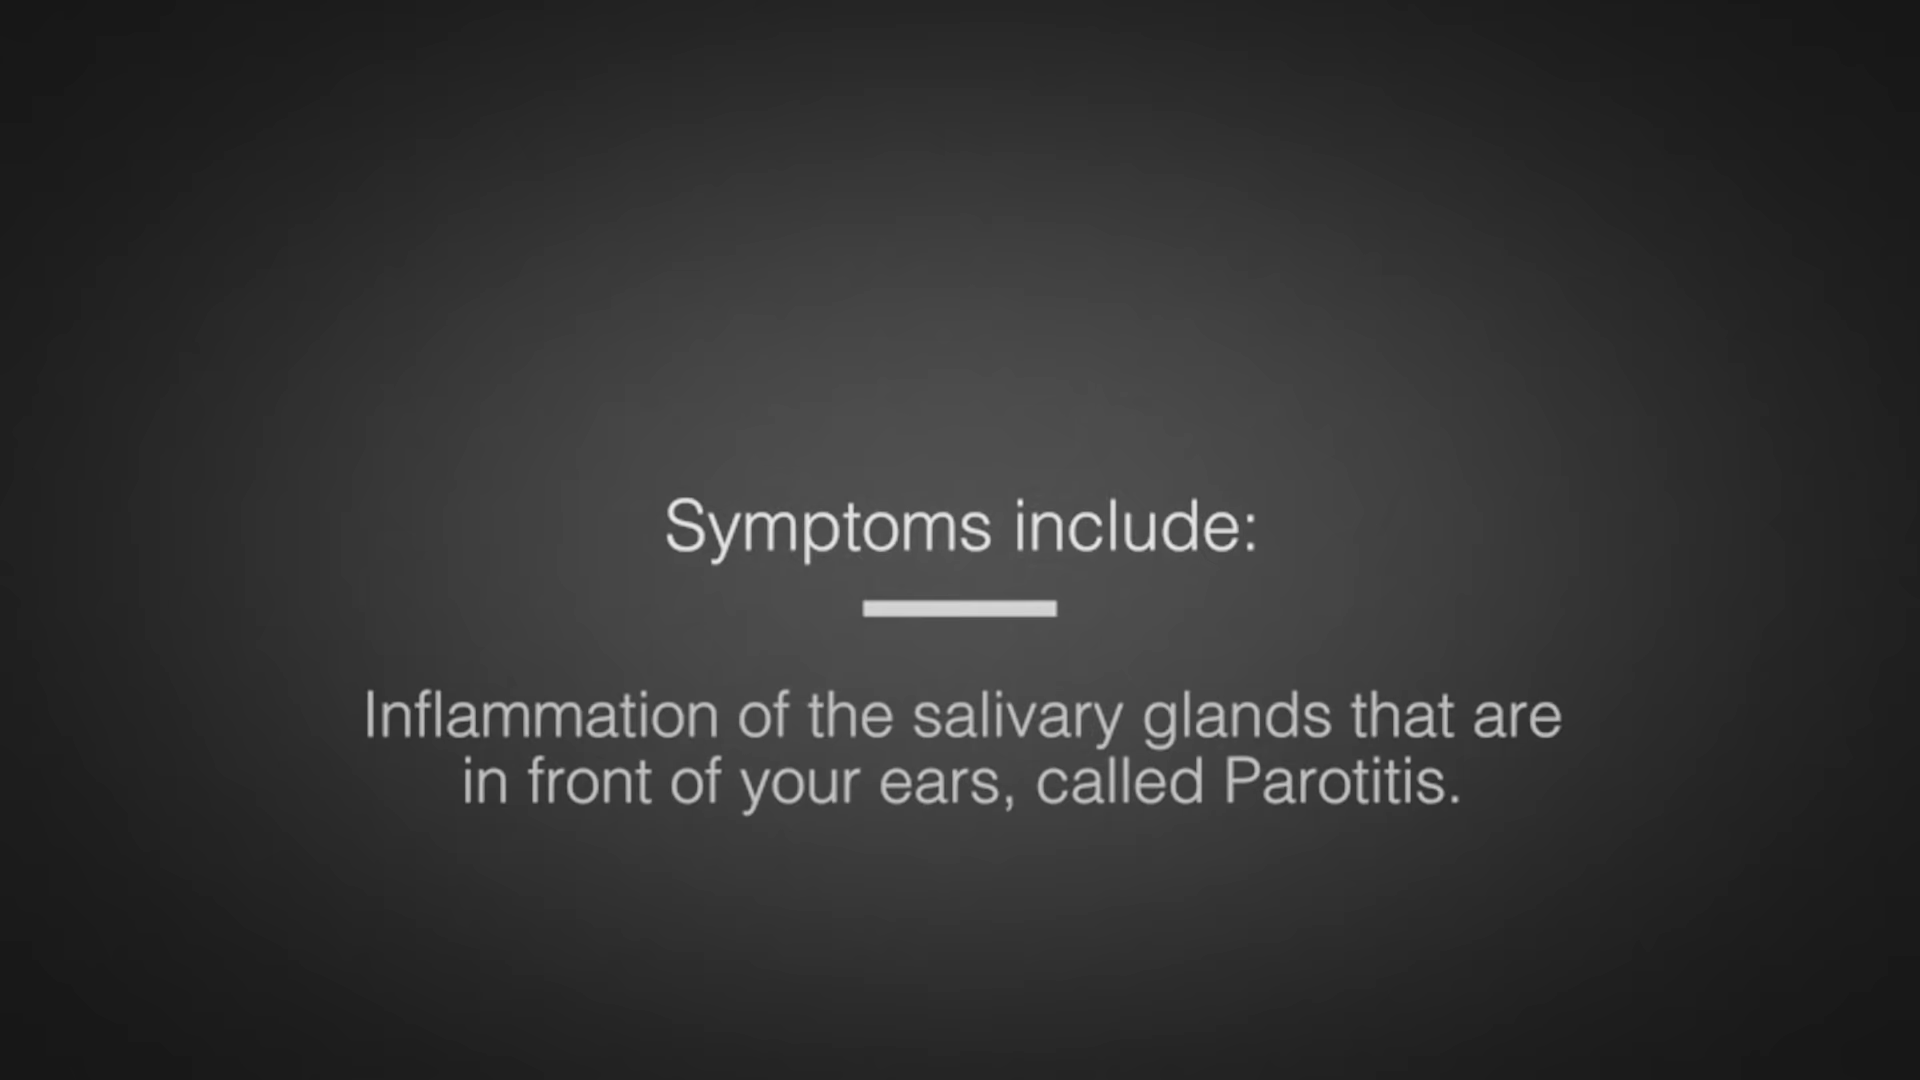 Symptoms include:
Inflammation of the salivary glands that are
in front of your ears, called Parotitis.